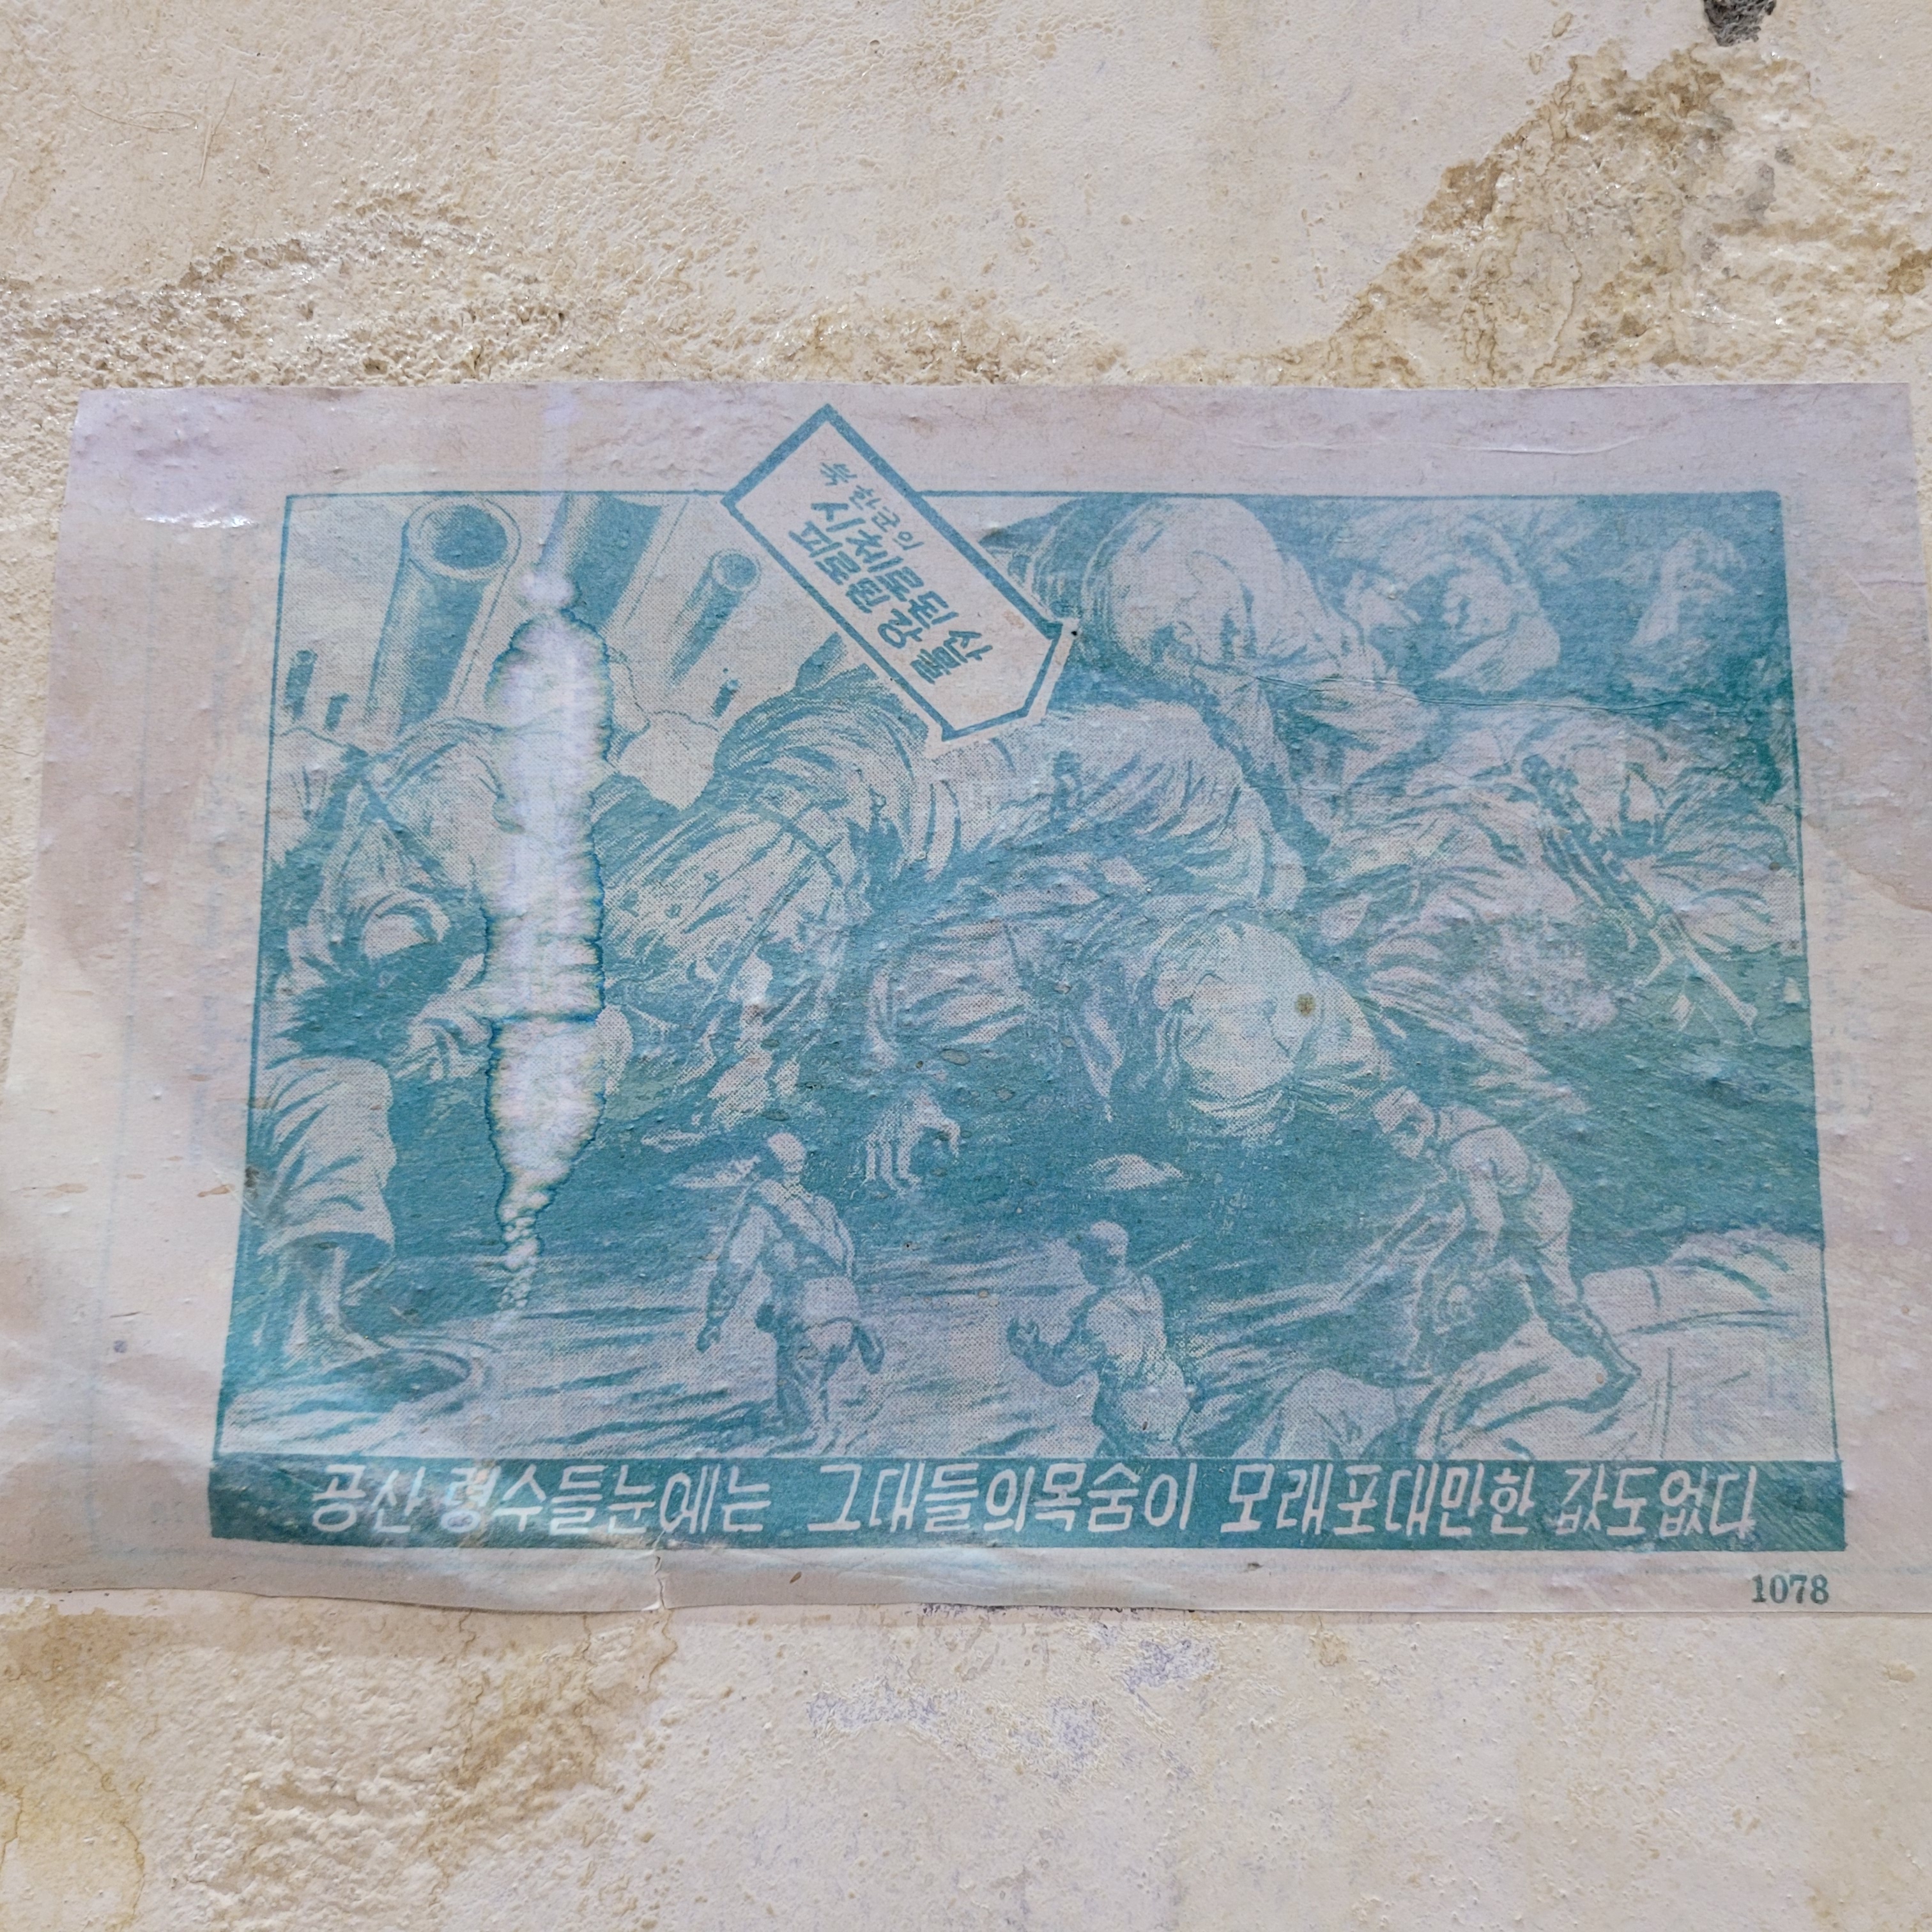 북한군의
시체로된 산
피로된 강물
공산 령수들눈에는 그대들의목숨이 모래포대만한 값도없다
1078